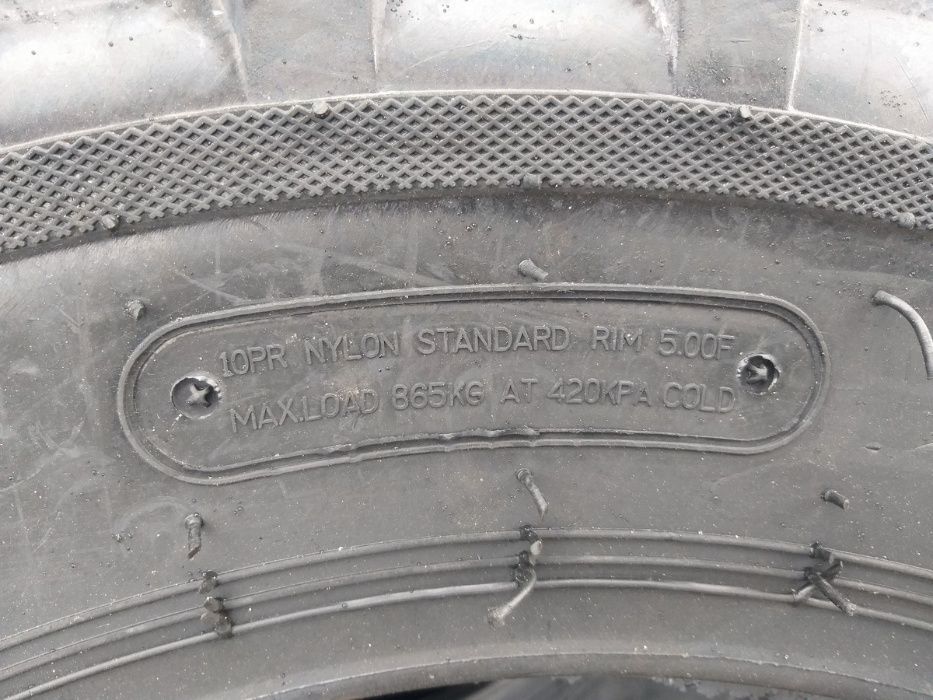 10PR NYLON STANDARD RIM 5.00F
MAX.LOAD 865KG AT 420KPA COLD